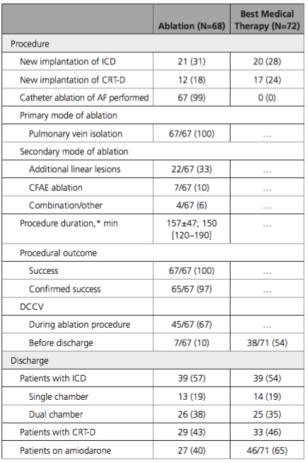 Ablation (N=68) Best Medical Therapy (N=72)
Procedure
New implantation of ICD 21 (31) 20 (28)
New implantation of CRT-D 12 (18) 17 (24)
Catheter ablation of AF performed 67 (99) 0 (0)
Primary mode of ablation
Pulmonary vein isolation 67/67 (100) …
Secondary mode of ablation
Additional linear lesions 22/67 (33) …
CFAE ablation 7/67 (10) …
Combination/other 4/67 (6) …
Procedure duration,* min 157±47; 150 [120–190] …
Procedural outcome
Success 67/67 (100) …
Confirmed success 65/67 (97) …
DCCV
During ablation procedure 45/67 (67) …
Before discharge 7/67 (10) 38/71 (54)
Discharge
Patients with ICD 39 (57) 39 (54)
Single chamber 13 (19) 14 (19)
Dual chamber 26 (38) 25 (35)
Patients with CRT-D 29 (43) 33 (46)
Patients on amiodarone 27 (40) 46/71 (65)